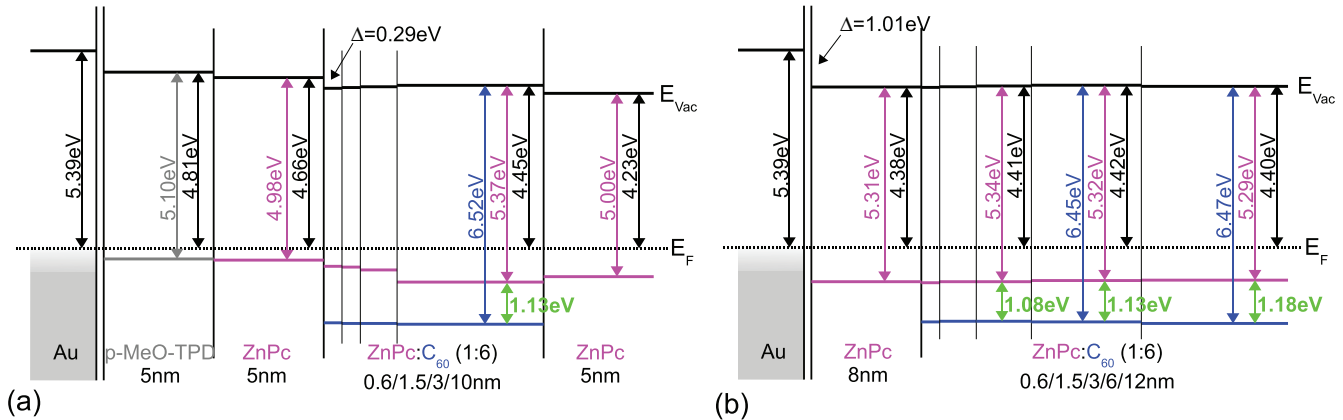 Δ=0.29eV
5.39eV
5.10eV
4.81eV
4.98eV
4.66eV
6.52eV
5.37eV
4.45eV
5.00eV
4.23eV
E_Vac
E_F
1.13eV
Au
p-MeO-TPD
5nm
ZnPc
5nm
ZnPc:C60 (1:6)
0.6/1.5/3/10nm
ZnPc
5nm
(a)
Δ=1.01eV
5.39eV
5.31eV
4.38eV
5.34eV
4.41eV
6.45eV
5.32eV
4.42eV
6.47eV
5.29eV
4.40eV
E_Vac
E_F
1.08eV
1.13eV
1.18eV
Au
ZnPc
8nm
ZnPc:C60 (1:6)
0.6/1.5/3/6/12nm
(b)